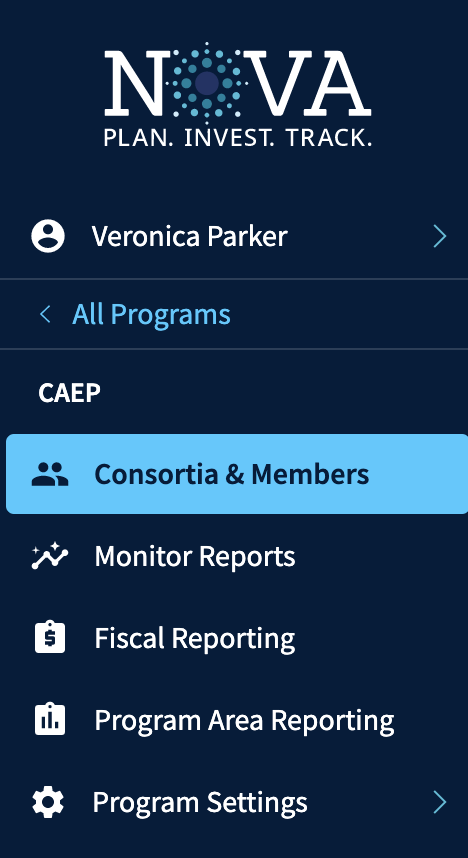 NOVA
PLAN. INVEST. TRACK.
Veronica Parker
All Programs
CAEP
Consortia & Members
Monitor Reports
Fiscal Reporting
Program Area Reporting
Program Settings